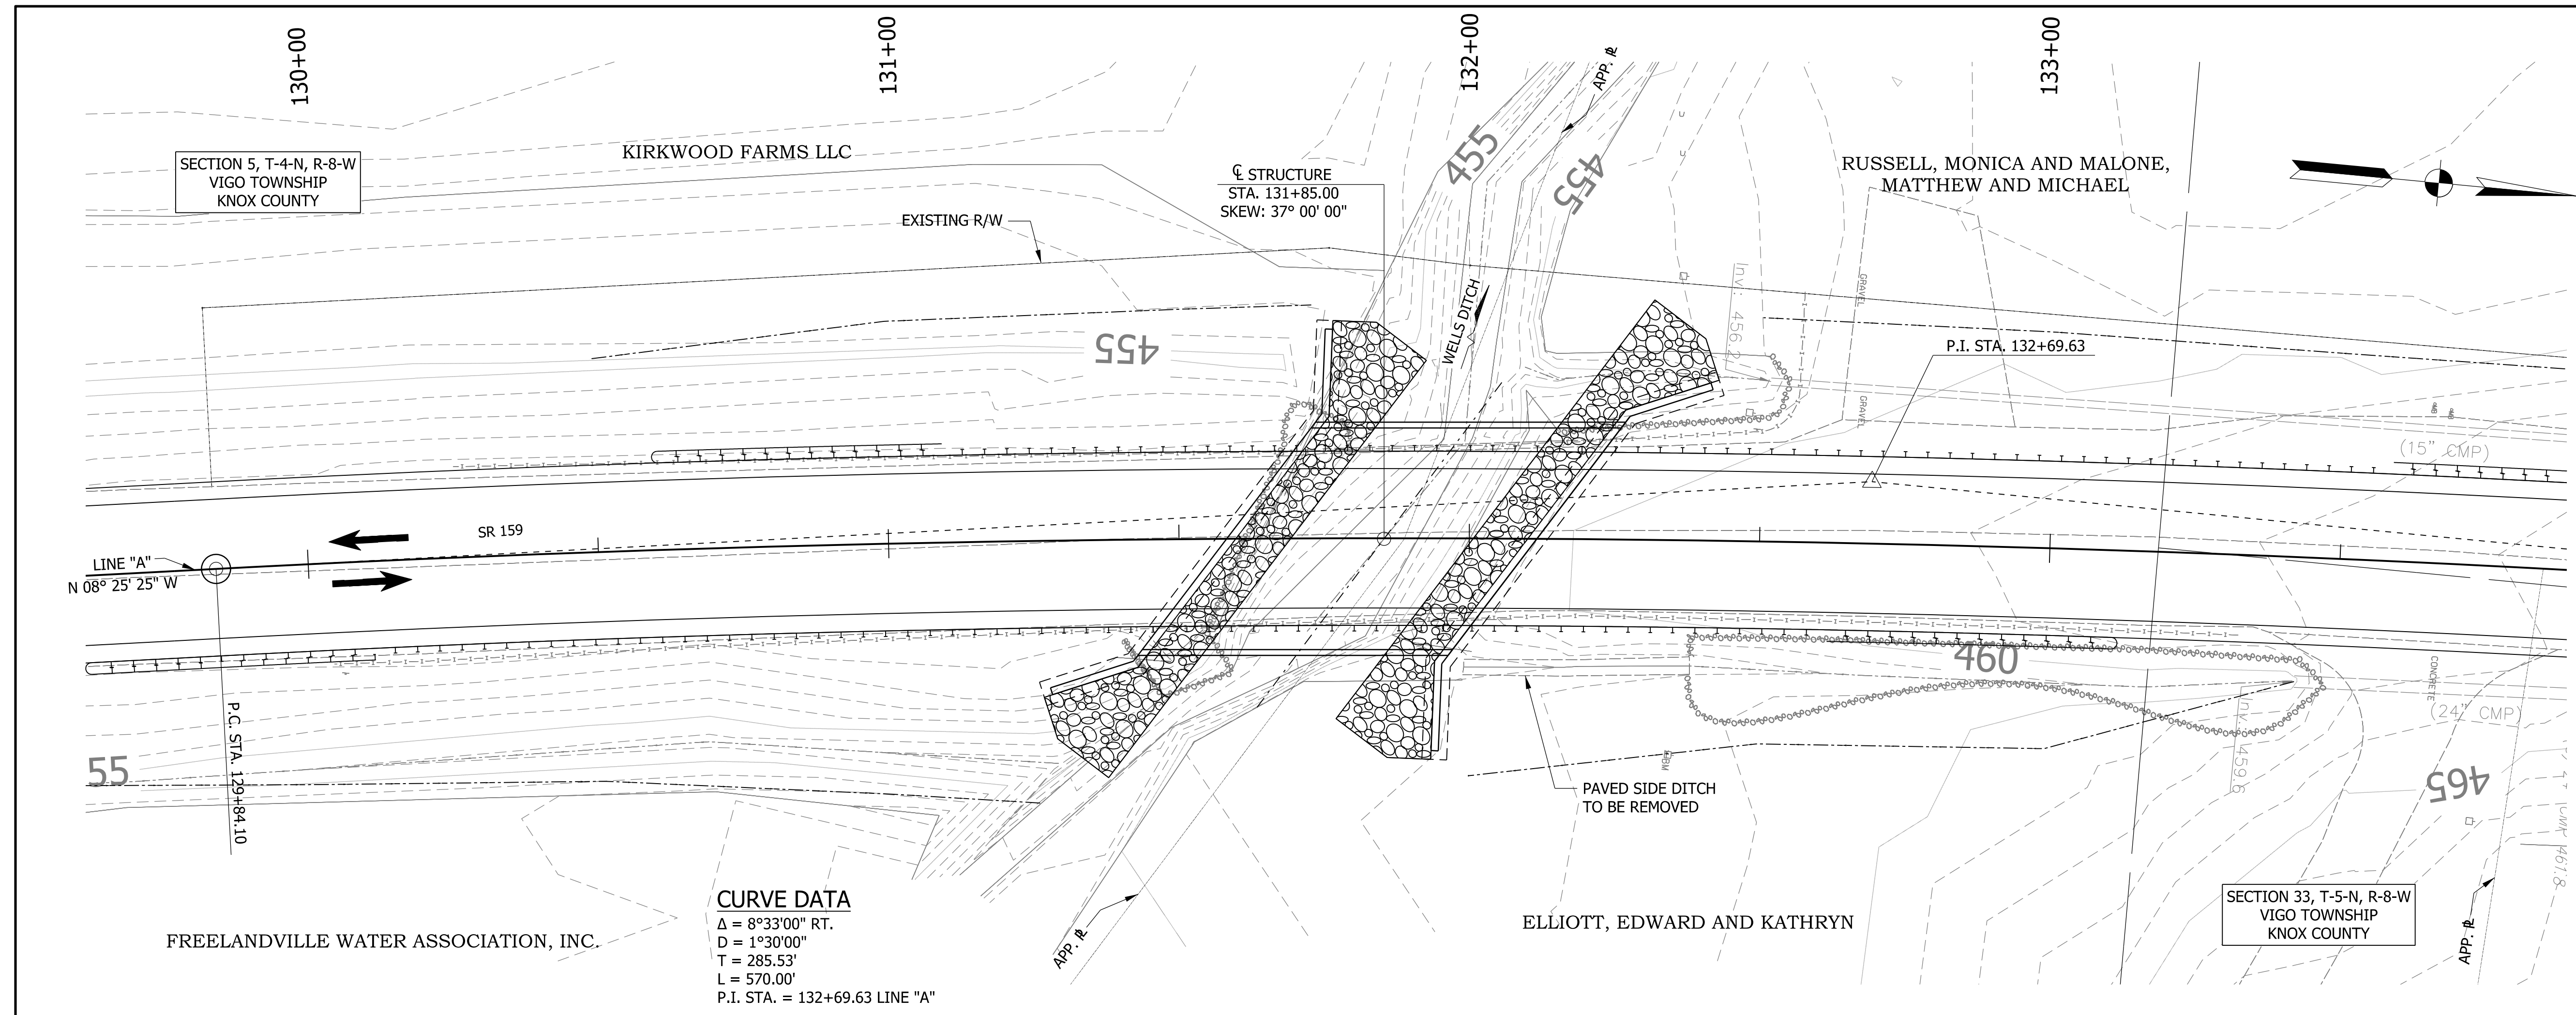 130+00
131+00
132+00
133+00
SECTION 5, T-4-N, R-8-W
VIGO TOWNSHIP
KNOX COUNTY
KIRKWOOD FARMS LLC
EXISTING R/W
℄ STRUCTURE
STA. 131+85.00
SKEW: 37° 00' 00"
455
455
APP. ℞
RUSSELL, MONICA AND MALONE,
MATTHEW AND MICHAEL
455
WELLS DITCH
Inv: 456.2
GRAVEL
GRAVEL
P.I. STA. 132+69.63
(15" CMP)
SR 159
LINE "A"
N 08° 25' 25" W
P.C. STA. 129+84.10
55
460
CONCRETE
(24" CMP)
Inv: 459.6
465
PAVED SIDE DITCH
TO BE REMOVED
CURVE DATA
Δ = 8°33'00" RT.
D = 1°30'00"
T = 285.53'
L = 570.00'
P.I. STA. = 132+69.63 LINE "A"
FREELANDVILLE WATER ASSOCIATION, INC.
APP. ℞
ELLIOTT, EDWARD AND KATHRYN
SECTION 33, T-5-N, R-8-W
VIGO TOWNSHIP
KNOX COUNTY
APP. ℞
461.8